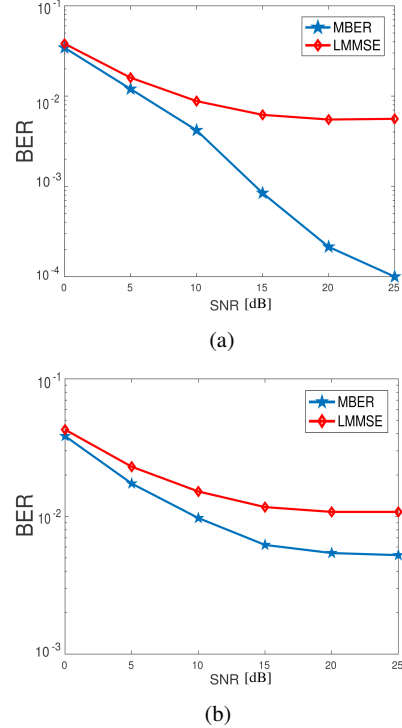 10^-1
MBER
LMMSE
10^-2
BER
10^-3
10^-4
0 5 10 15 20 25
SNR [dB]
(a)
10^-1
MBER
LMMSE
BER
10^-2
10^-3
0 5 10 15 20 25
SNR [dB]
(b)